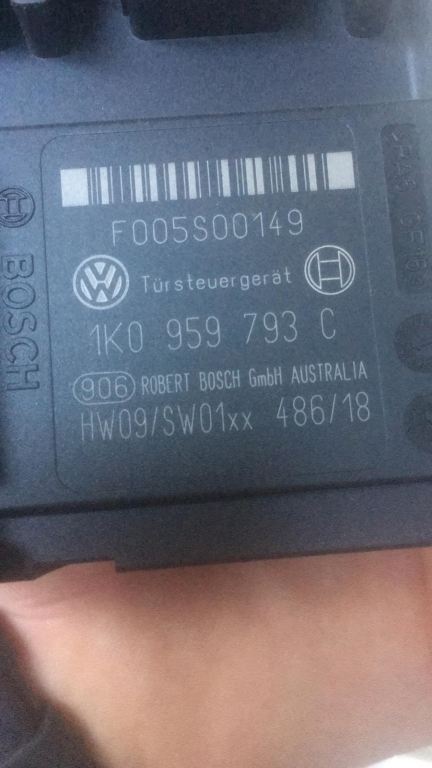 F005S00149
Türsteuergerät
1K0 959 793 C
906 ROBERT BOSCH GmbH AUSTRALIA
HW09/SW01xx 486/18
BOSCH